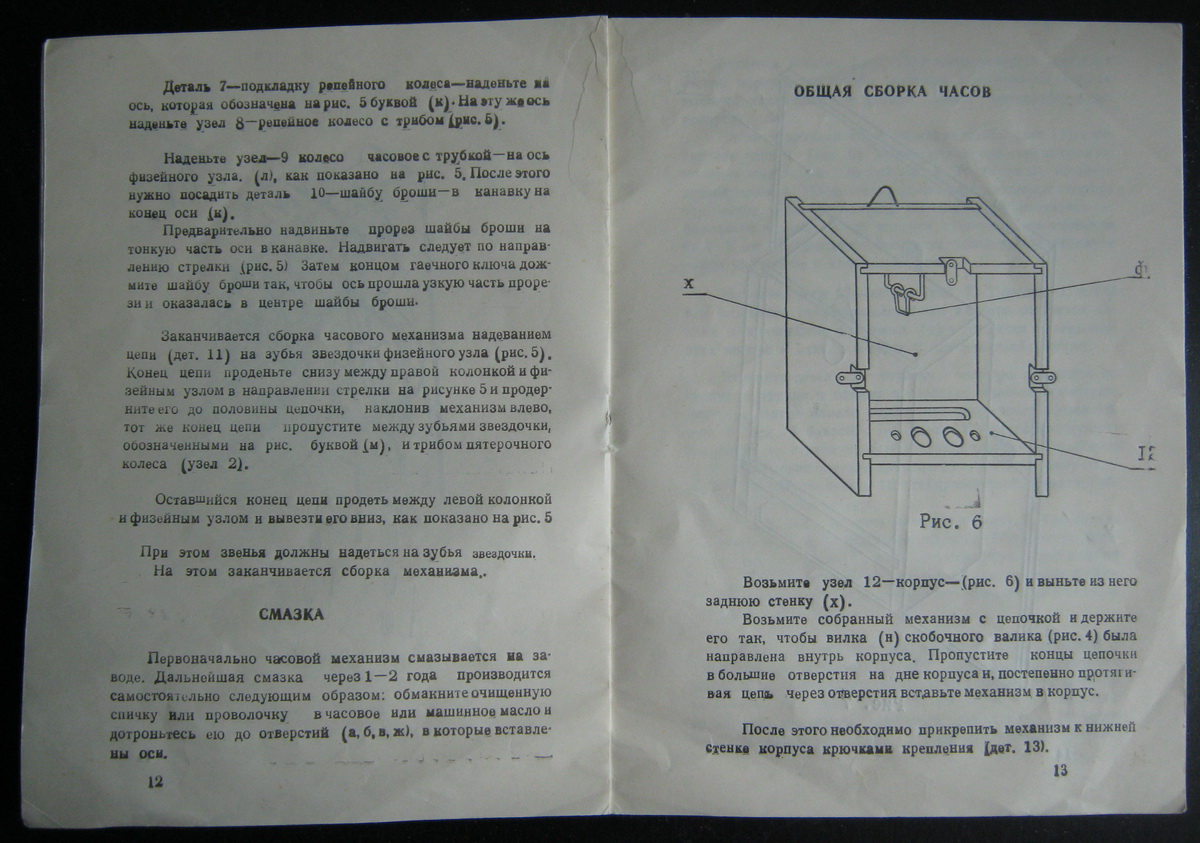 Деталь 7—подкладку репейного колеса—наденьте на
ось, которая обозначена на рис. 5 буквой (к). На эту же ось
наденьте узел 8—репейное колесо с трибом (рис. 5).
Наденьте узел—9 колесо часовое с трубкой—на ось
физейного узла. (л), как показано на рис. 5. После этого
нужно посадить деталь 10—шайбу броши—в канавку на
конец оси (к).
Предварительно надвиньте прорез шайбы броши на
тонкую часть оси в канавке. Надвигать следует по направ-
лению стрелки (рис. 5) Затем концом гаечного ключа дож-
мите шайбу броши так, чтобы ось прошла узкую часть проре-
зи и оказалась в центре шайбы броши.
Заканчивается сборка часового механизма надеванием
цепи (дет. 11) на зубья звездочки физейного узла (рис. 5).
Конец цепи проденьте снизу между правой колонкой и фи-
зейным узлом в направлении стрелки на рисунке 5 и продер-
ните его до половины цепочки, наклонив механизм влево,
тот же конец цепи пропустите между зубьями звездочки,
обозначенными на рис. буквой (м), и трибом пятерочного
колеса (узел 2).
Оставшийся конец цепи продеть между левой колонкой
и физейным узлом и вывезти его вниз, как показано на рис. 5
При этом звенья должны надеться на зубья звездочки.
На этом заканчивается сборка механизма..
СМАЗКА
Первоначально часовой механизм смазывается на за-
воде. Дальнейшая смазка через 1—2 года производится
самостоятельно следующим образом: обмакните очищенную
спичку или проволочку в часовое или машинное масло и
дотроньтесь ею до отверстий (а, б, в, ж), в которые вставле-
ны оси.
12
ОБЩАЯ СБОРКА ЧАСОВ
х
ф.
12
Рис. 6
Возьмите узел 12—корпус—(рис. 6) и выньте из него
заднюю стенку (х).
Возьмите собранный механизм с цепочкой и держите
его так, чтобы вилка (н) скобочного валика (рис. 4) была
направлена внутрь корпуса. Пропустите концы цепочки
в большие отверстия на дне корпуса и, постепенно протяги-
вая цепь через отверстия вставьте механизм в корпус.
После этого необходимо прикрепить механизм к нижней
стенке корпуса крючками крепления (дет. 13).
13